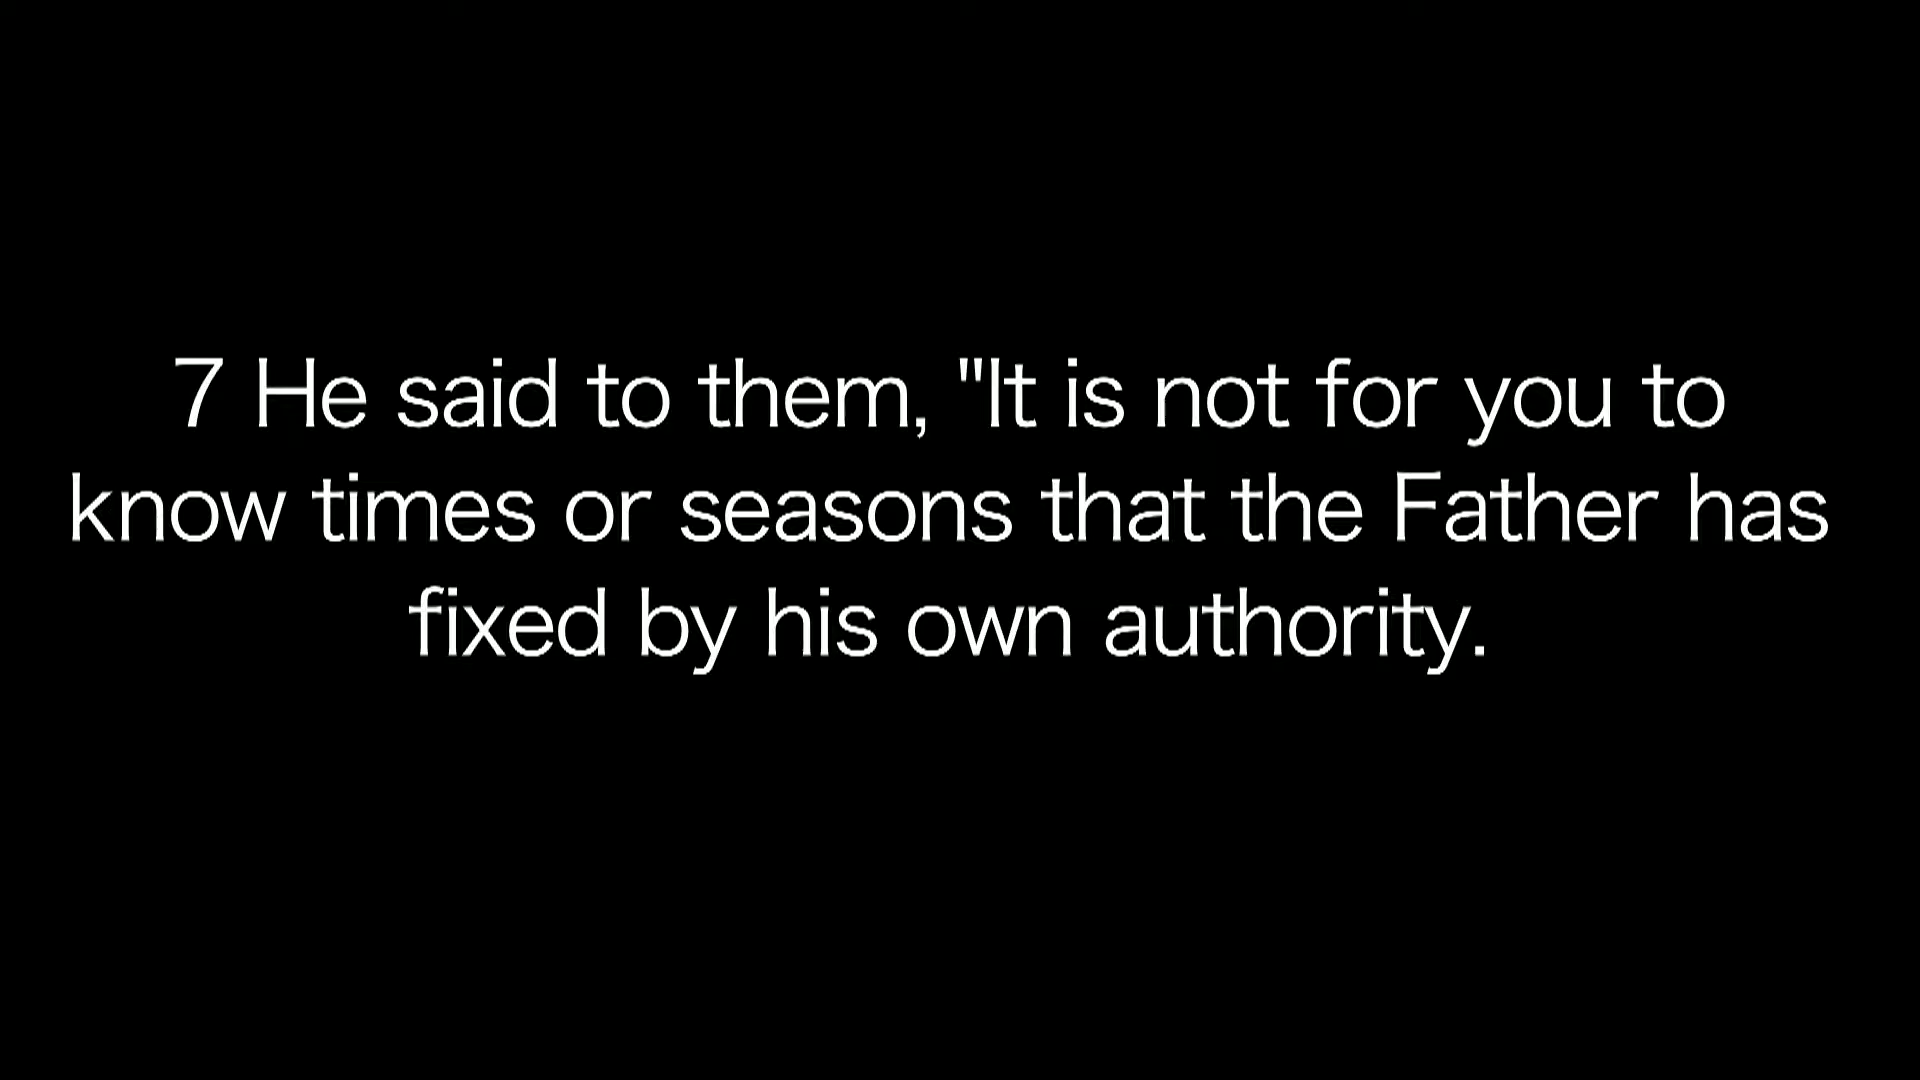 7 He said to them, "It is not for you to
know times or seasons that the Father has
fixed by his own authority.